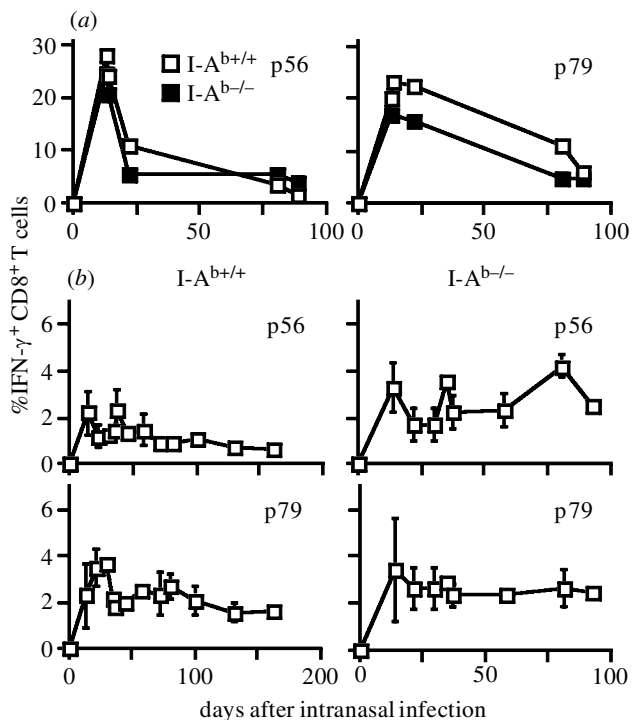 (a)
30
20
10
0
I-Ab+/+
I-Ab−/−
p56
p79
0 50 100 0 50 100
%IFN-γ+ CD8+ T cells
(b) I-Ab+/+ I-Ab−/−
6
4
2
0
p56
p56
6
4
2
0
p79
p79
0 100 200 0 50 100
days after intranasal infection